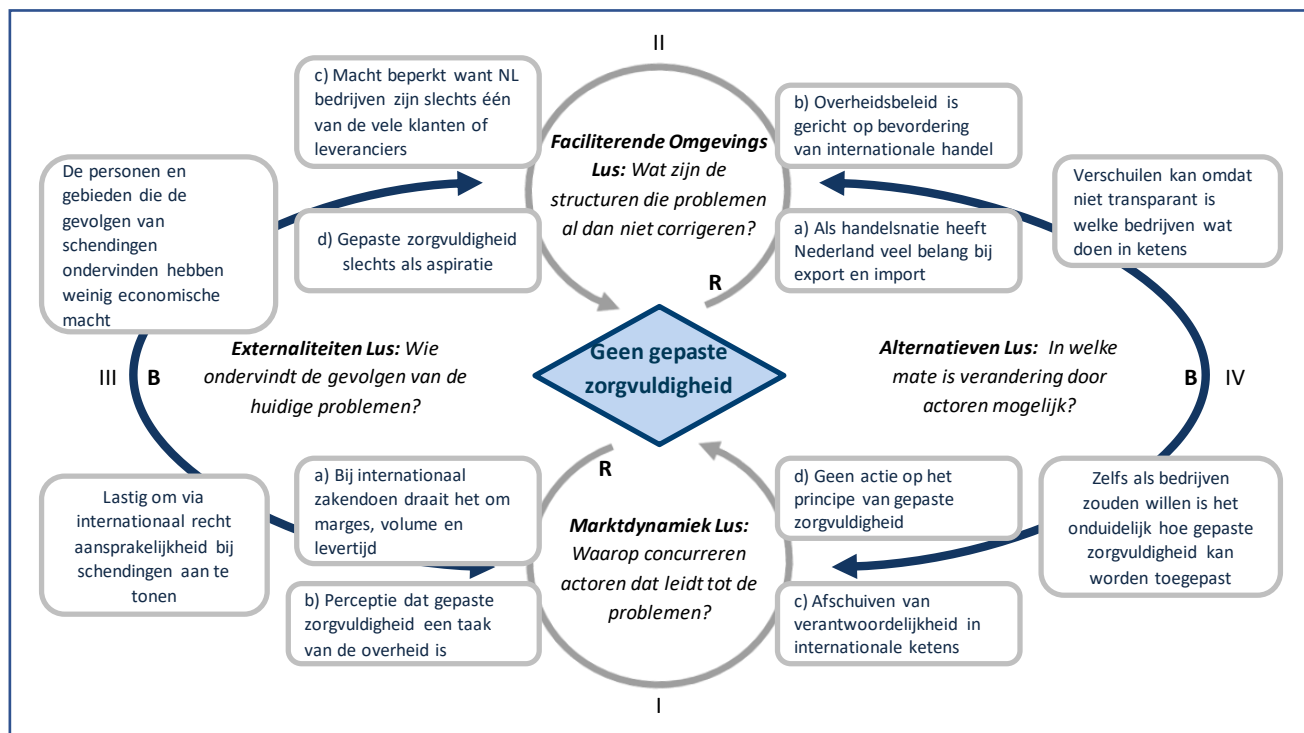 II
c) Macht beperkt want NL
bedrijven zijn slechts één
van de vele klanten of
leveranciers
b) Overheidsbeleid is
gericht op bevordering
van internationale handel
Faciliterende Omgevings
Lus: Wat zijn de
structuren die problemen
al dan niet corrigeren?
De personen en
gebieden die de
gevolgen van
schendingen
ondervinden hebben
weinig economische
macht
Verschuilen kan omdat
niet transparant is
welke bedrijven wat
doen in ketens
d) Gepaste zorgvuldigheid
slechts als aspiratie
a) Als handelsnatie heeft
Nederland veel belang bij
export en import
R
Externaliteiten Lus: Wie
ondervindt de gevolgen van de
huidige problemen?
Geen gepaste
zorgvuldigheid
Alternatieven Lus: In welke
mate is verandering door
actoren mogelijk?
III B
B IV
R
a) Bij internationaal
zakendoen draait het om
marges, volume en
levertijd
d) Geen actie op het
principe van gepaste
zorgvuldigheid
Lastig om via
internationaal recht
aansprakelijkheid bij
schendingen aan te
tonen
Marktdynamiek Lus:
Waarop concurreren
actoren dat leidt tot de
problemen?
Zelfs als bedrijven
zouden willen is het
onduidelijk hoe gepaste
zorgvuldigheid kan
worden toegepast
b) Perceptie dat gepaste
zorgvuldigheid een taak
van de overheid is
c) Afschuiven van
verantwoordelijkheid in
internationale ketens
I